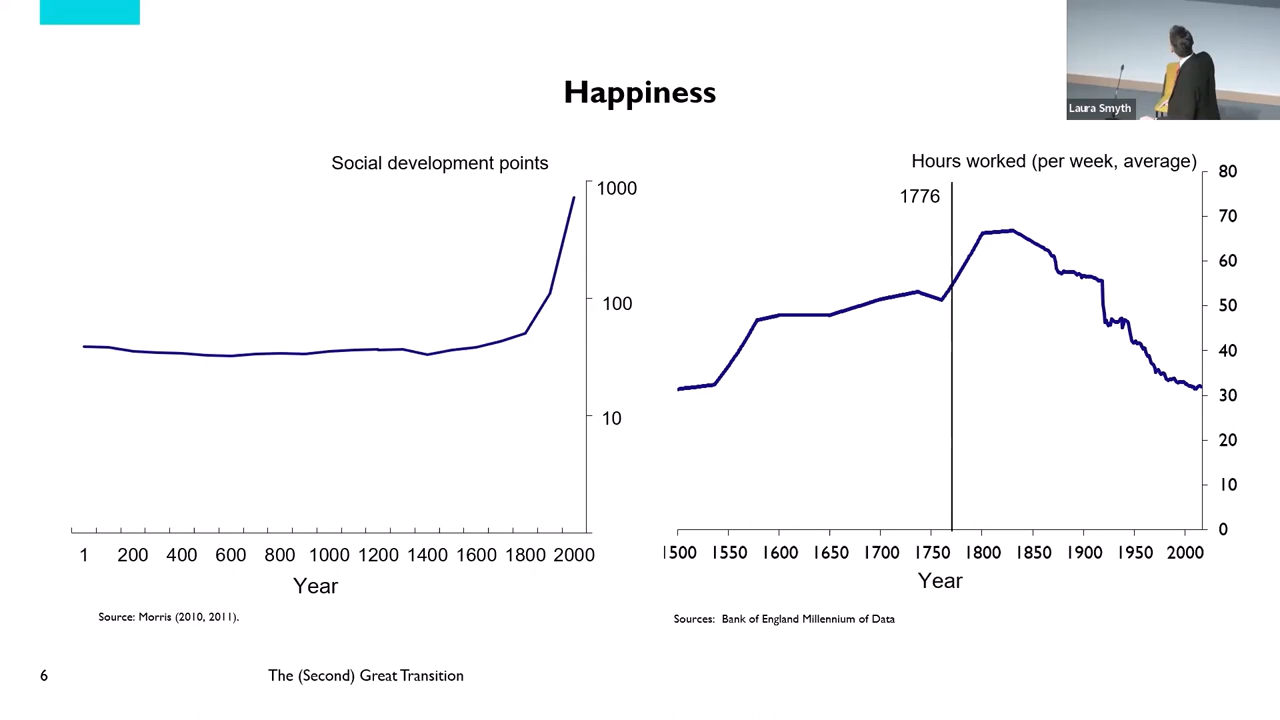 Laura Smyth
Happiness
Social development points
1000
100
10
1 200 400 600 800 1000 1200 1400 1600 1800 2000
Year
Source: Morris (2010, 2011).
Hours worked (per week, average)
1776
80
70
60
50
40
30
20
10
0
1500 1550 1600 1650 1700 1750 1800 1850 1900 1950 2000
Year
Sources: Bank of England Millennium of Data
6 The (Second) Great Transition